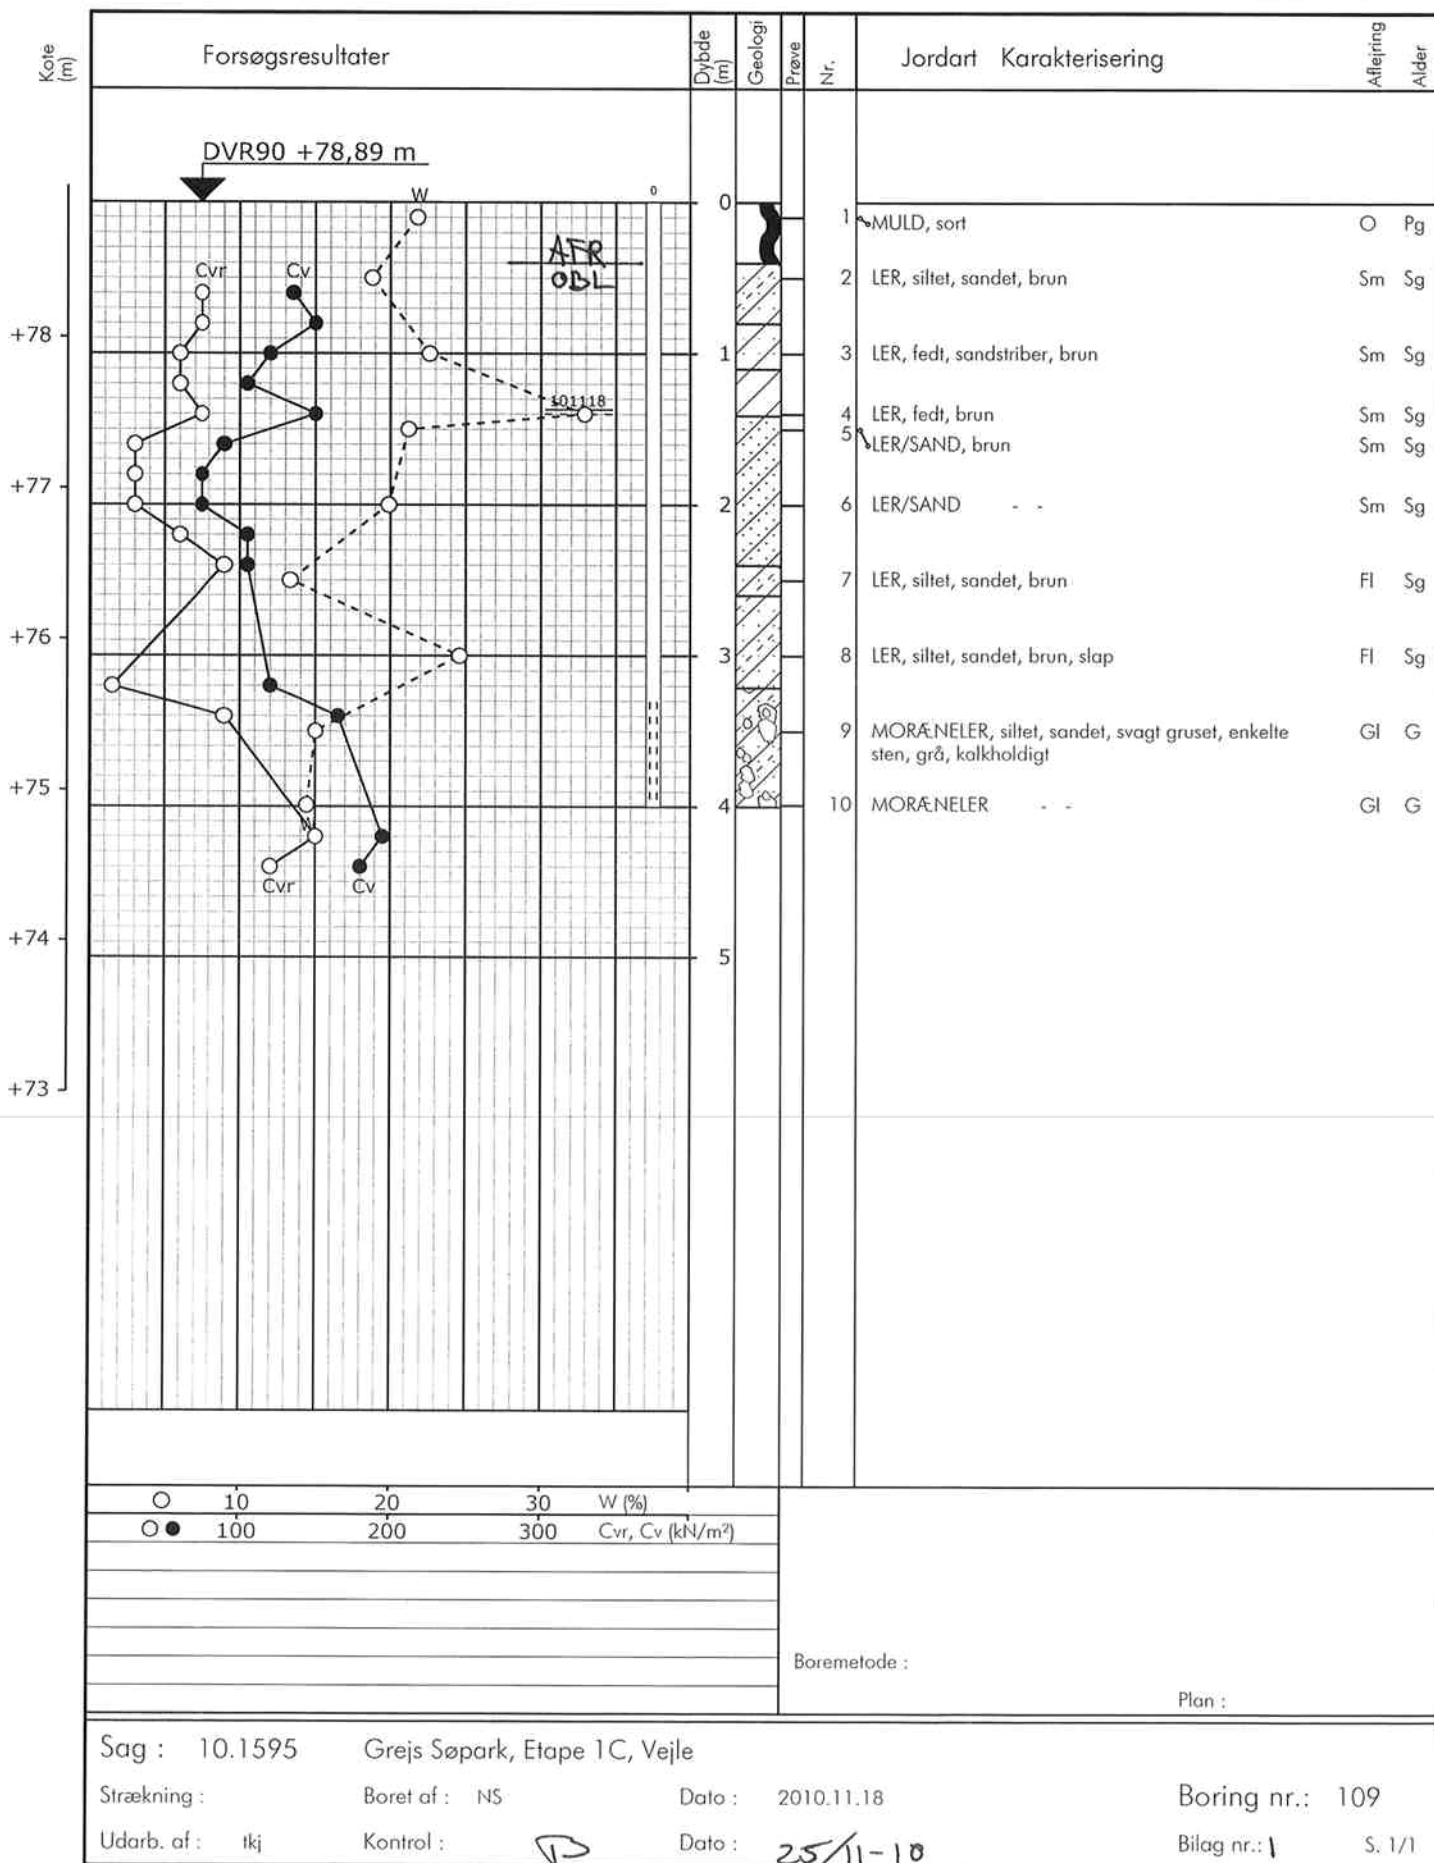 Kote (m)
Forsøgsresultater
Dybde (m)
Geologi
Prøve
Nr.
Jordart Karakterisering
Aflejring
Alder
DVR90 +78,89 m
W
0
0
1 MULD, sort O Pg
AFR
OBL
Cvr
Cv
2 LER, siltet, sandet, brun Sm Sg
+78
1
3 LER, fedt, sandstriber, brun Sm Sg
101118
4 LER, fedt, brun Sm Sg
5 LER/SAND, brun Sm Sg
+77
2
6 LER/SAND - - Sm Sg
7 LER, siltet, sandet, brun Fl Sg
+76
3
8 LER, siltet, sandet, brun, slap Fl Sg
9 MORÆNELER, siltet, sandet, svagt gruset, enkelte Gl G
sten, grå, kalkholdigt
+75
4
10 MORÆNELER - - Gl G
W
Cvr
Cv
+74
5
+73
10 20 30 W (%)
100 200 300 Cvr, Cv (kN/m²)
Boremetode :
Plan :
Sag : 10.1595 Grejs Søpark, Etape 1C, Vejle
Strækning : Boret af : NS Dato : 2010.11.18 Boring nr.: 109
Udarb. af : tkj Kontrol : Dato : 25/11-10 Bilag nr.: 1 S. 1/1